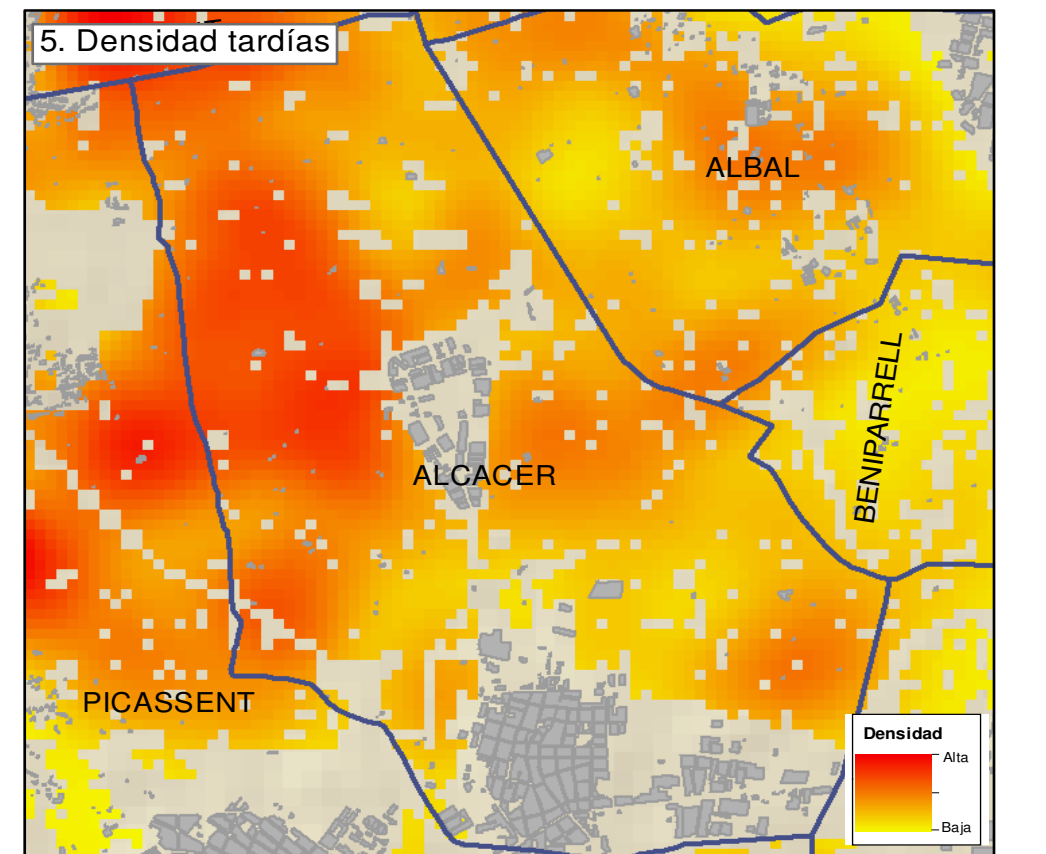 5. Densidad tardías
ALBAL
BENIPARRELL
ALCACER
PICASSENT
Densidad
Alta
Baja